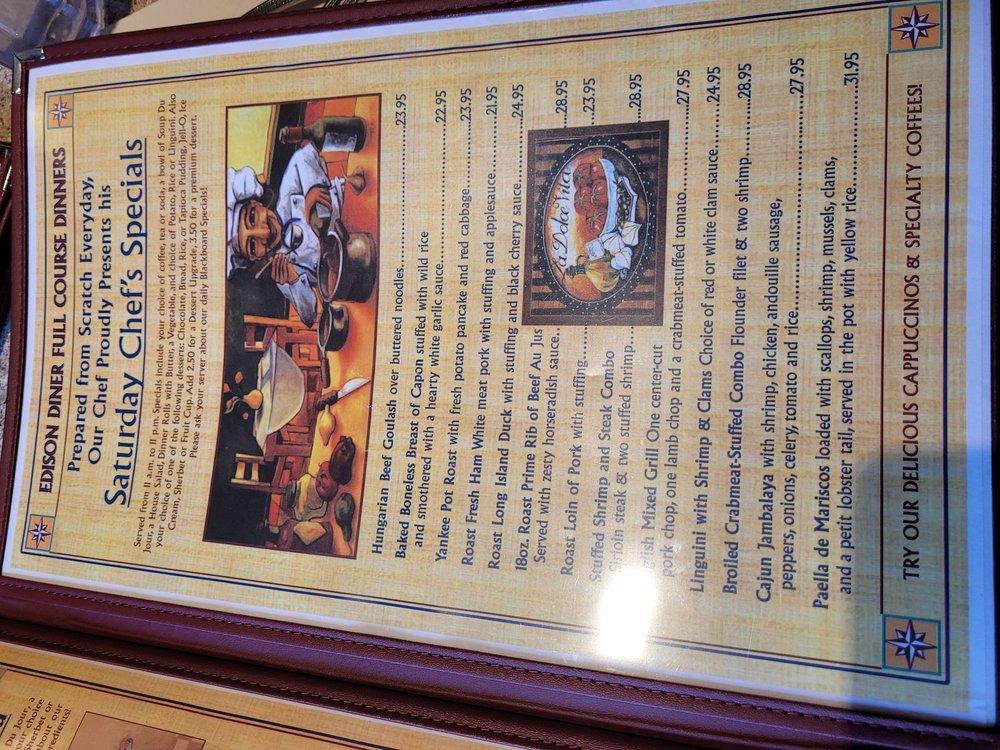 EDISON DINER FULL COURSE DINNERS
Prepared from Scratch Everyday,
Our Chef Proudly Presents his
Saturday Chef's Specials
Served from 11 a.m. to 11 p.m. Specials include your choice of coffee, tea or soda, a bowl of Soup Du
Jour, a House Salad, Dinner Rolls with Butter, a Vegetable, and choice of Potato, Rice or Linguini. Also
your choice of one of the following desserts: Chocolate, Bread, Rice, or Tapioca Pudding, Jell-O, Ice
Cream, Sherbet or Fruit Cup. Add 2.50 for a Dessert Upgrade, 3.50 for a premium dessert.
Please ask your server about our daily Blackboard Specials!
Hungarian Beef Goulash over buttered noodles..........23.95
Baked Boneless Breast of Capon stuffed with wild rice
and smothered with hearty white garlic sauce..........22.95
Yankee Pot Roast with fresh potato pancake and red cabbage..........23.95
Roast Fresh Ham White meat pork with stuffing and applesauce..........21.95
Roast Long Island Duck with stuffing and black cherry sauce..........24.95
18oz. Roast Prime Rib of Beef Au Jus
Served with zesty horseradish sauce..........28.95
Roast Loin of Pork with stuffing..........23.95
Stuffed Shrimp and Steak Combo
Sirloin steak & two stuffed shrimp..........28.95
English Mixed Grill One center-cut
pork chop, one lamb chop and a crabmeat-stuffed tomato..........27.95
Linguini with Shrimp & Clams Choice of red or white clam sauce..........24.95
Broiled Crabmeat-Stuffed Combo Flounder filet & two shrimp..........28.95
Cajun Jambalaya with shrimp, chicken, andouille sausage,
peppers, onions, celery, tomato and rice..........27.95
Paella de Mariscos loaded with scallops, shrimp, mussels, clams,
and a petit lobster tail, served in the pot with yellow rice..........31.95
La Dolce Vita
TRY OUR DELICIOUS CAPPUCCINOS & SPECIALTY COFFEES!
Du Jour, a
our choice
Sherbet or
about our
redients!